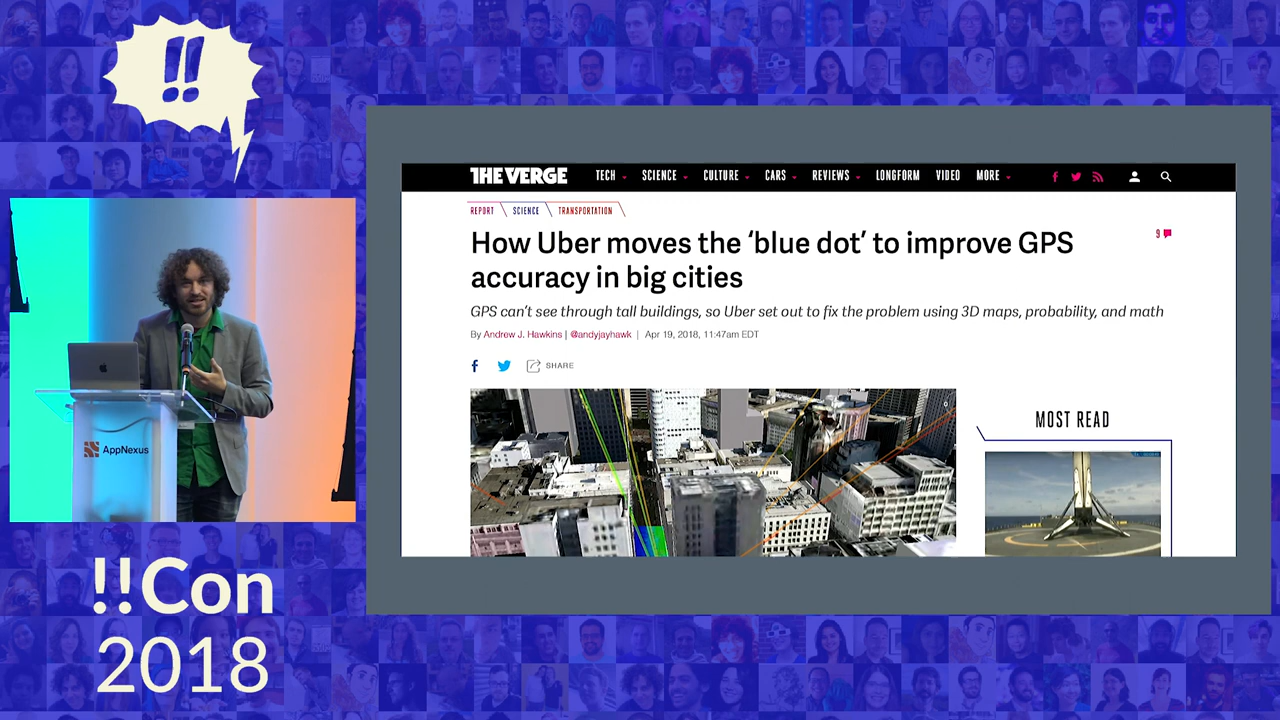 !!
AppNexus
!!Con
2018
THE VERGE TECH SCIENCE CULTURE CARS REVIEWS LONGFORM VIDEO MORE
REPORT SCIENCE TRANSPORTATION
How Uber moves the ‘blue dot’ to improve GPS
accuracy in big cities
9
GPS can’t see through tall buildings, so Uber set out to fix the problem using 3D maps, probability, and math
By Andrew J. Hawkins | @andyjayhawk | Apr 19, 2018, 11:47am EDT
SHARE
MOST READ